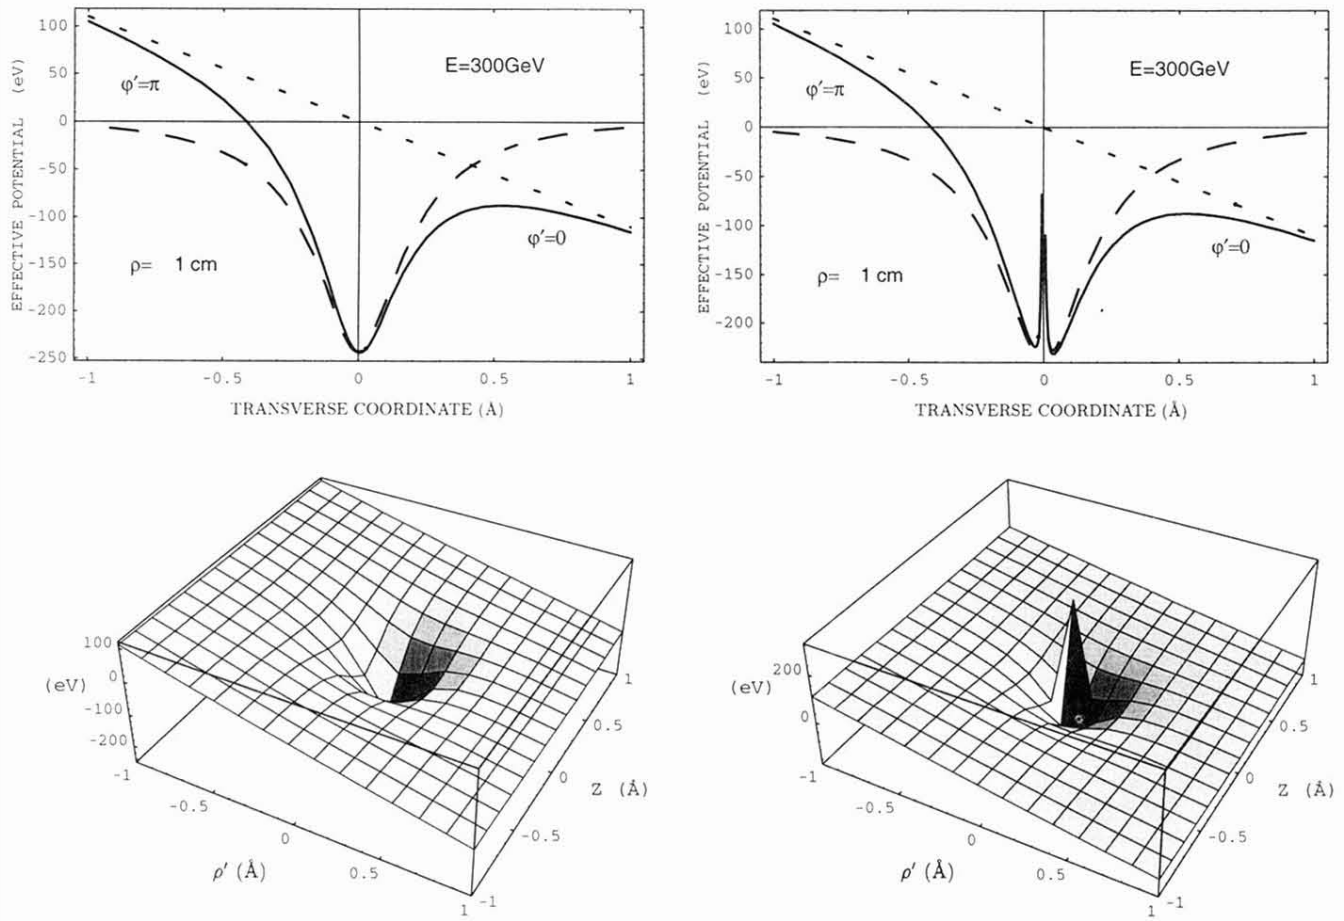 100
50
0
-50
-100
-150
-200
-250
EFFECTIVE POTENTIAL (eV)
φ'=π
E=300GeV
ρ= 1 cm
φ'=0
-1
-0.5
0
0.5
1
TRANSVERSE COORDINATE (Å)
100
50
0
-50
-100
-150
-200
EFFECTIVE POTENTIAL (eV)
φ'=π
E=300GeV
ρ= 1 cm
φ'=0
-1
-0.5
0
0.5
1
TRANSVERSE COORDINATE (Å)
100
0
-100
-200
(eV)
-1
-0.5
0
0.5
1
ρ' (Å)
-1
-0.5
0
0.5
1
Z (Å)
200
0
(eV)
-1
-0.5
0
0.5
1
ρ' (Å)
-1
-0.5
0
0.5
1
Z (Å)